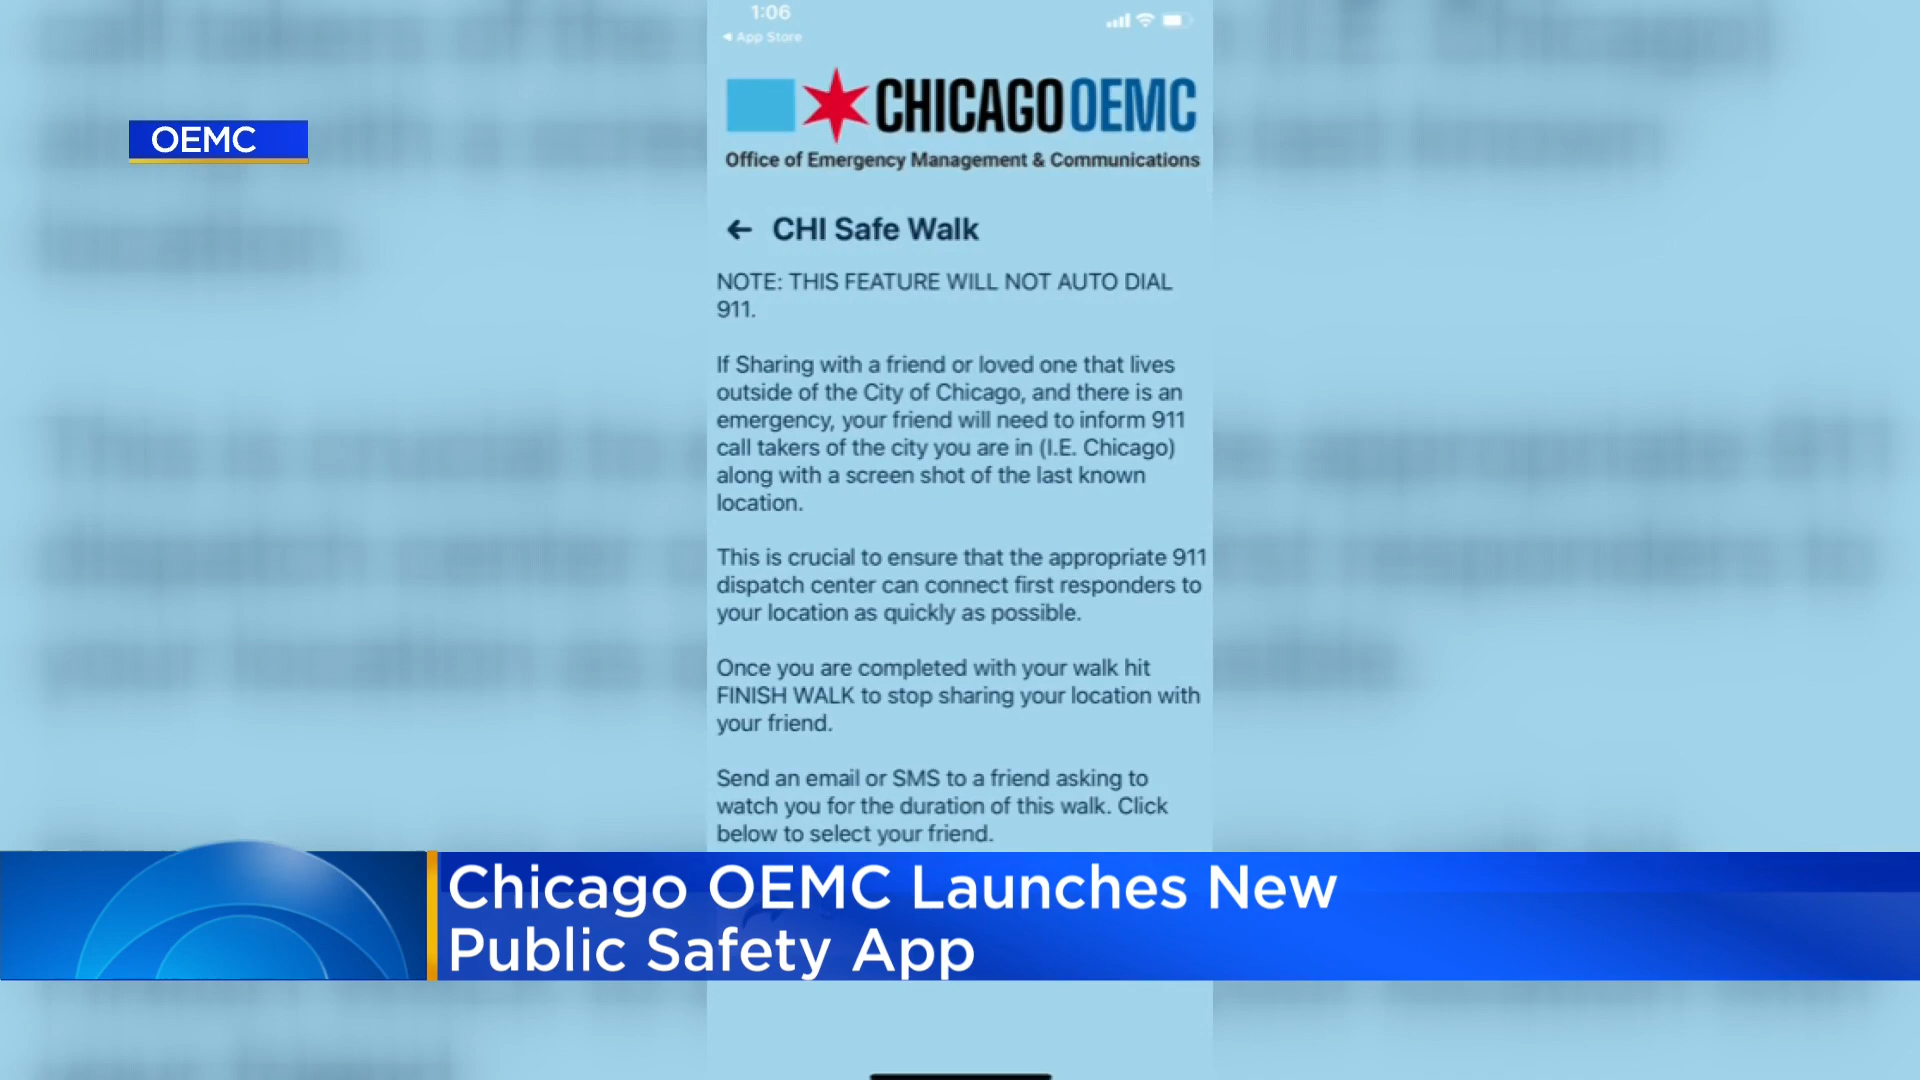 1:06
◀ App Store
OEMC
CHICAGO OEMC
Office of Emergency Management & Communications
← CHI Safe Walk
NOTE: THIS FEATURE WILL NOT AUTO DIAL
911.
If Sharing with a friend or loved one that lives
outside of the City of Chicago, and there is an
emergency, your friend will need to inform 911
call takers of the city you are in (I.E. Chicago)
along with a screen shot of the last known
location.
This is crucial to ensure that the appropriate 911
dispatch center can connect first responders to
your location as quickly as possible.
Once you are completed with your walk hit
FINISH WALK to stop sharing your location with
your friend.
Send an email or SMS to a friend asking to
watch you for the duration of this walk. Click
below to select your friend.
Chicago OEMC Launches New
Public Safety App